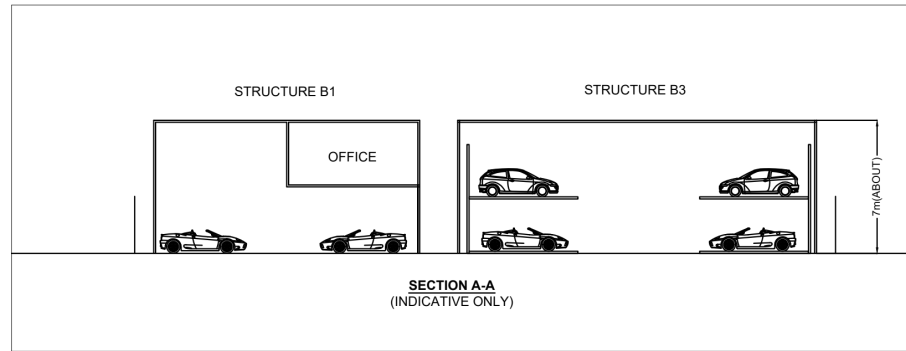 STRUCTURE B1
STRUCTURE B3
OFFICE
7m(ABOUT)
SECTION A-A
(INDICATIVE ONLY)